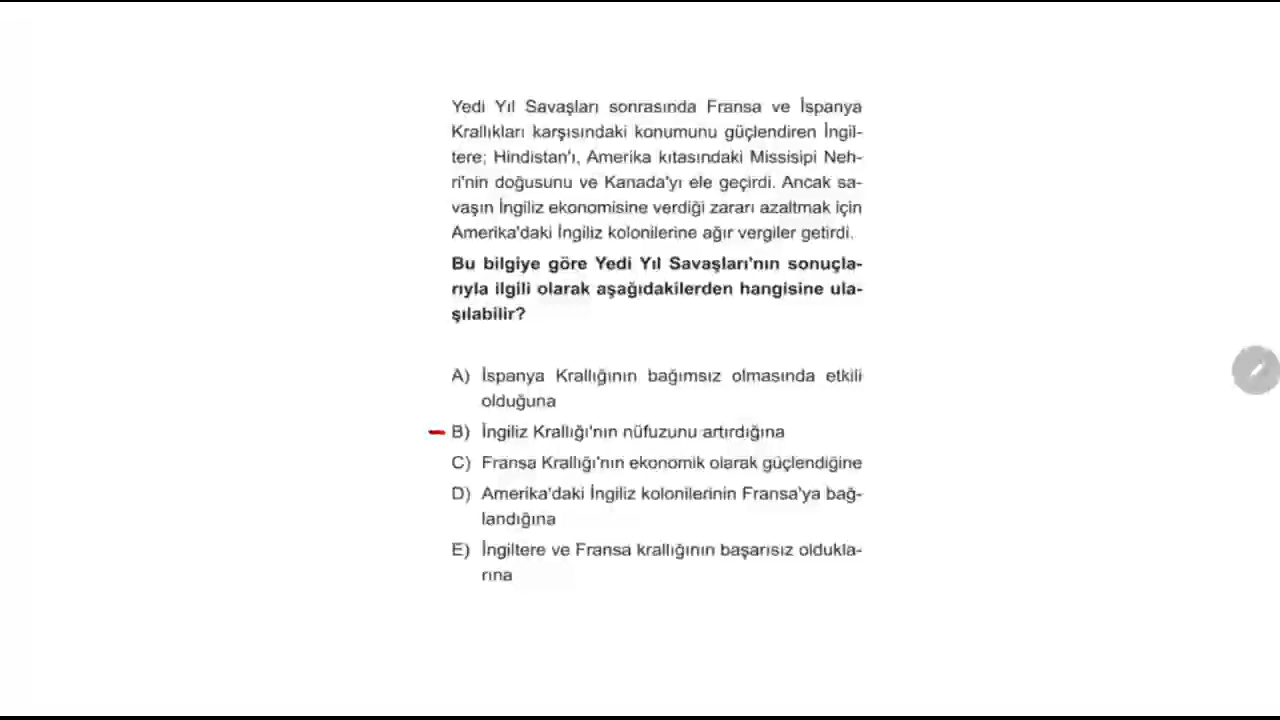 Yedi Yıl Savaşları sonrasında Fransa ve İspanya
Krallıkları karşısındaki konumunu güçlendiren İngil-
tere; Hindistan'ı, Amerika kıtasındaki Missisipi Neh-
ri'nin doğusunu ve Kanada'yı ele geçirdi. Ancak sa-
vaşın İngiliz ekonomisine verdiği zararı azaltmak için
Amerika'daki İngiliz kolonilerine ağır vergiler getirdi.
Bu bilgiye göre Yedi Yıl Savaşları'nın sonuçla-
rıyla ilgili olarak aşağıdakilerden hangisine ula-
şılabilir?
A) İspanya Krallığının bağımsız olmasında etkili
olduğuna
B) İngiliz Krallığı'nın nüfuzunu artırdığına
C) Fransa Krallığı'nın ekonomik olarak güçlendiğine
D) Amerika'daki İngiliz kolonilerinin Fransa'ya bağ-
landığına
E) İngiltere ve Fransa krallığının başarısız oldukla-
rına